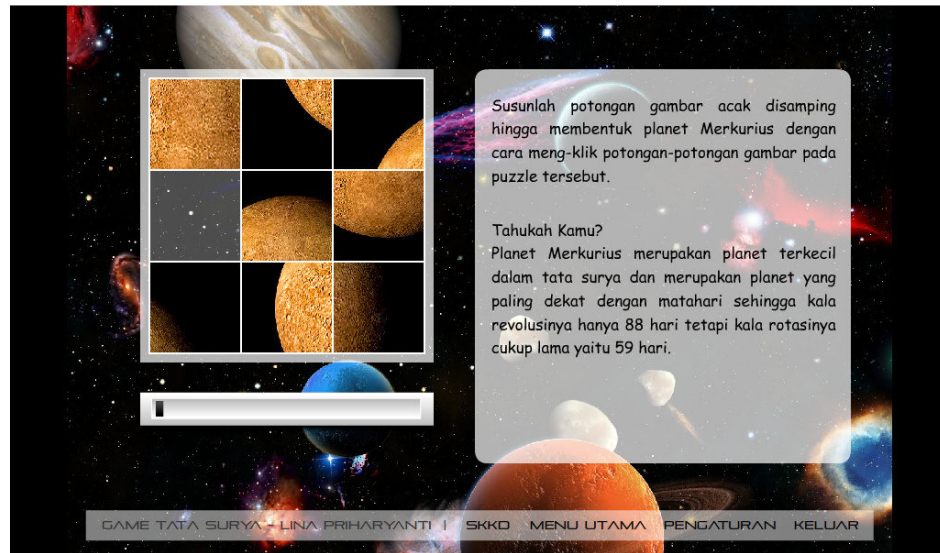 Susunlah potongan gambar acak disamping
hingga membentuk planet Merkurius dengan
cara meng-klik potongan-potongan gambar pada
puzzle tersebut.
Tahukah Kamu?
Planet Merkurius merupakan planet terkecil
dalam tata surya dan merupakan planet yang
paling dekat dengan matahari sehingga kala
revolusinya hanya 88 hari tetapi kala rotasinya
cukup lama yaitu 59 hari.
GAME TATA SURYA - LINA PRIHARYANTI | SKKD MENU UTAMA PENGATURAN KELUAR